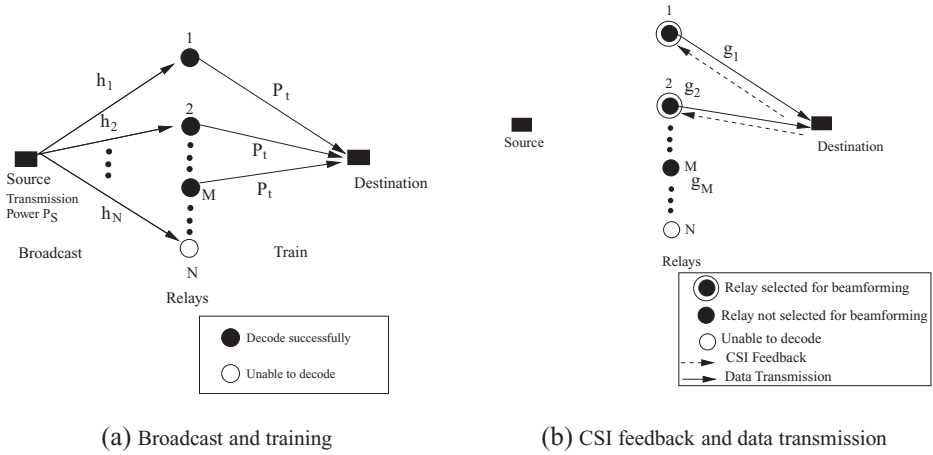 1
h1
Pt
2
h2
Pt
Source
Transmission
Power PS
M
Pt
Destination
hN
Broadcast
N
Train
Relays
Decode successfully
Unable to decode
(a) Broadcast and training
1
g1
2
g2
Source
Destination
M
gM
N
Relays
Relay selected for beamforming
Relay not selected for beamforming
Unable to decode
CSI Feedback
Data Transmission
(b) CSI feedback and data transmission